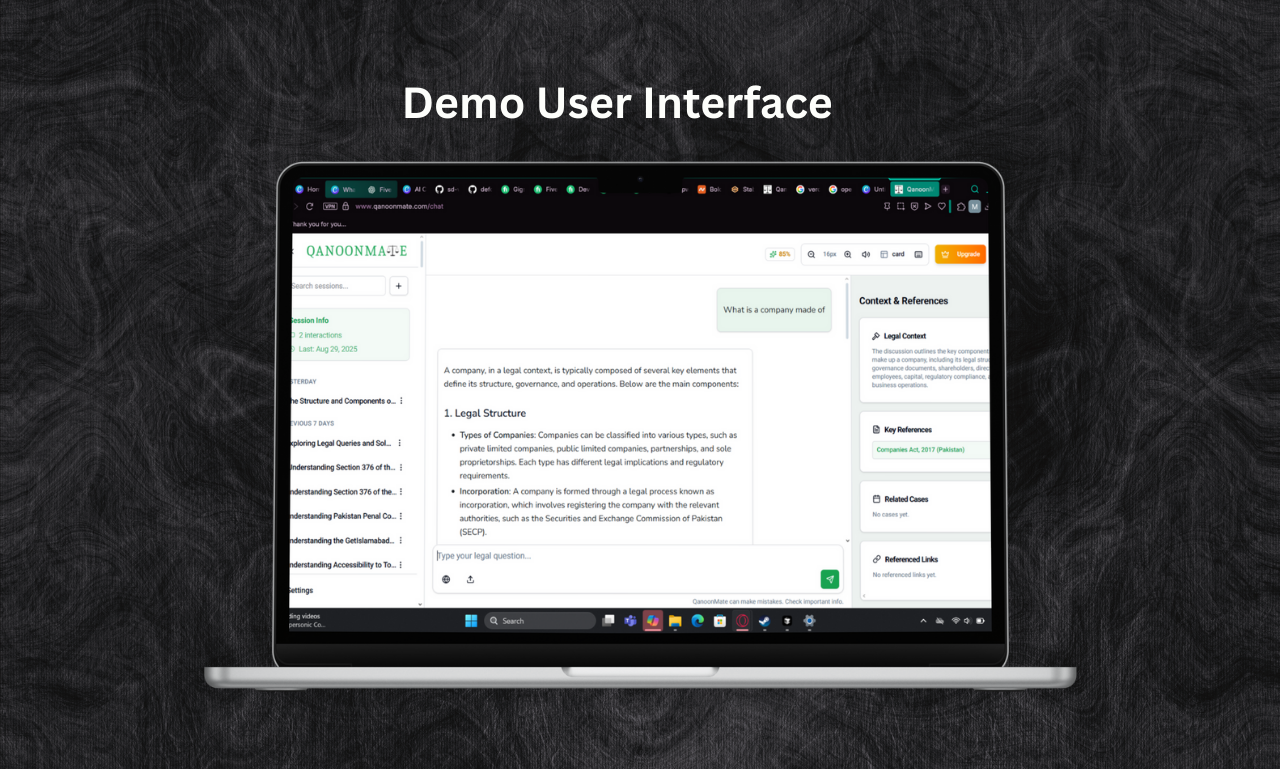 Demo User Interface
Hom
Wha
Five
AI C
sd-
defi
Gig
Five
Dev
Bol
Stal
Qan
ver
ope
Unt
QanoonM
VPN
www.qanoonmate.com/chat
M
hank you for you...
QANOONMATE
85%
16px
card
Upgrade
Search sessions...
+
Session Info
2 interactions
Last: Aug 29, 2025
STERDAY
he Structure and Components o...
EVIOUS 7 DAYS
xploring Legal Queries and Sol...
Understanding Section 376 of th...
nderstanding Section 376 of the...
nderstanding Pakistan Penal Co...
nderstanding the GetIslamabad...
nderstanding Accessibility to To...
Settings
What is a company made of
A company, in a legal context, is typically composed of several key elements that
define its structure, governance, and operations. Below are the main components:
1. Legal Structure
• Types of Companies: Companies can be classified into various types, such as
private limited companies, public limited companies, partnerships, and sole
proprietorships. Each type has different legal implications and regulatory
requirements.
• Incorporation: A company is formed through a legal process known as
incorporation, which involves registering the company with the relevant
authorities, such as the Securities and Exchange Commission of Pakistan
(SECP).
Type your legal question...
QanoonMate can make mistakes. Check important info.
Context & References
Legal Context
The discussion outlines the key component
make up a company, including its legal stru
governance documents, shareholders, direc
employees, capital, regulatory compliance, a
business operations.
Key References
Companies Act, 2017 (Pakistan)
Related Cases
No cases yet.
Referenced Links
No referenced links yet.
ding videos
personic Co...
Search